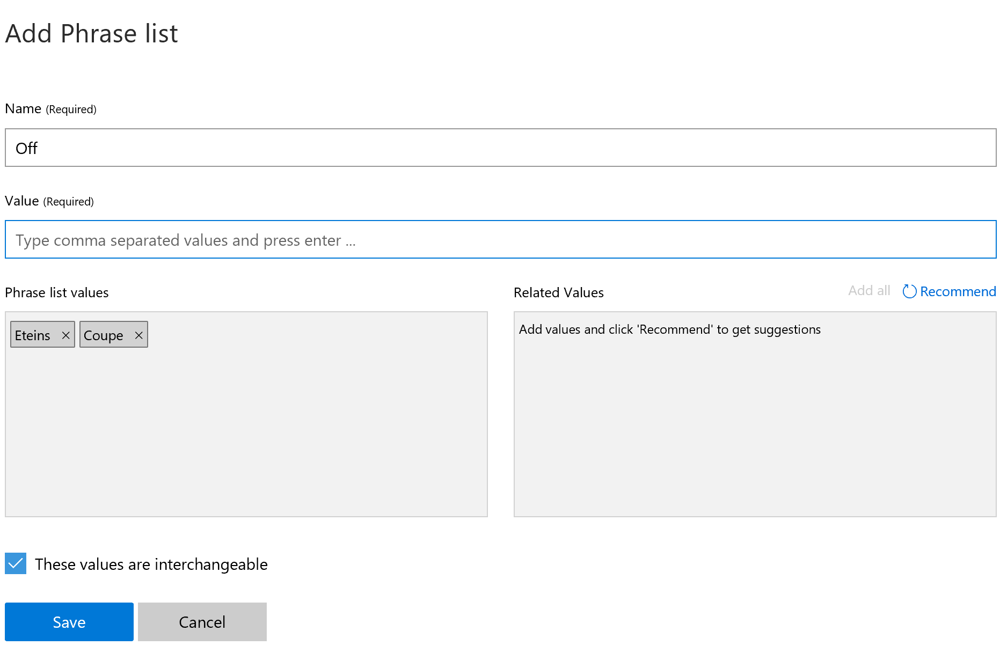 Add Phrase list
Name (Required)
Off
Value (Required)
Type comma separated values and press enter ...
Phrase list values
Related Values
Add all
Recommend
Eteins
Coupe
Add values and click 'Recommend' to get suggestions
These values are interchangeable
Save
Cancel